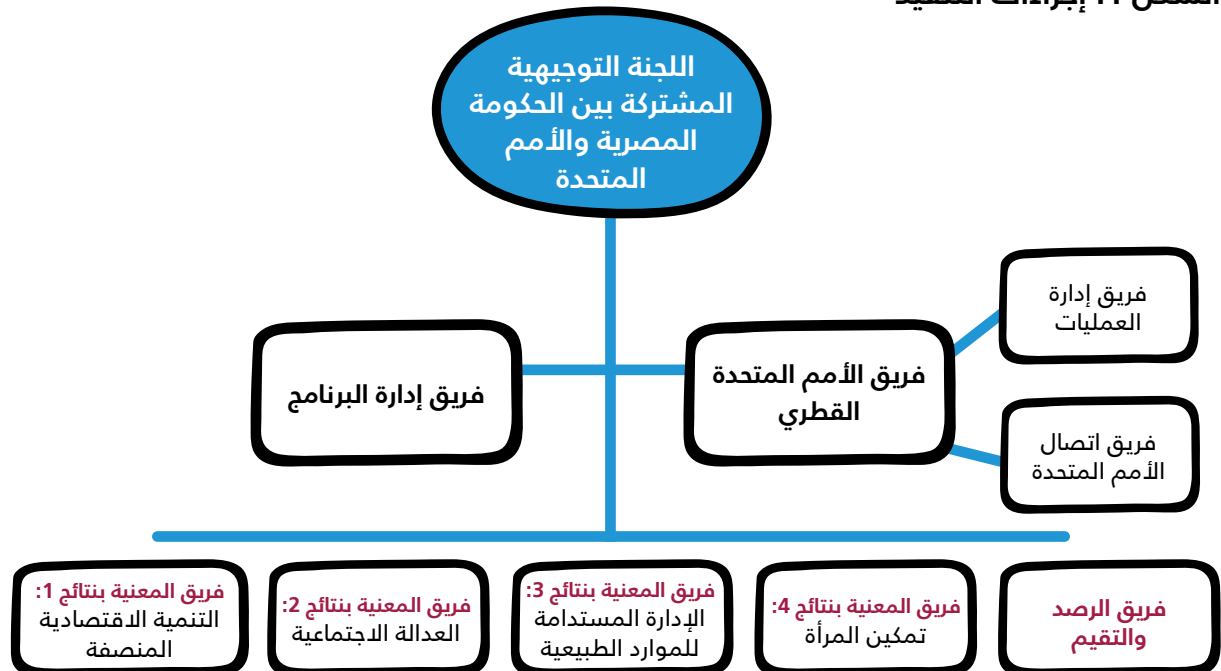 اللجنة التوجيهية
المشتركة بين الحكومة
المصرية والأمم
المتحدة
فريق إدارة
العمليات
فريق الأمم المتحدة
القطري
فريق إدارة البرنامج
فريق اتصال
الأمم المتحدة
فريق الرصد
والتقيم
فريق المعنية بنتائج 4:
تمكين المرأة
فريق المعنية بنتائج 3:
الإدارة المستدامة
للموارد الطبيعية
فريق المعنية بنتائج 2:
العدالة الاجتماعية
فريق المعنية بنتائج 1:
التنمية الاقتصادية
المنصفة